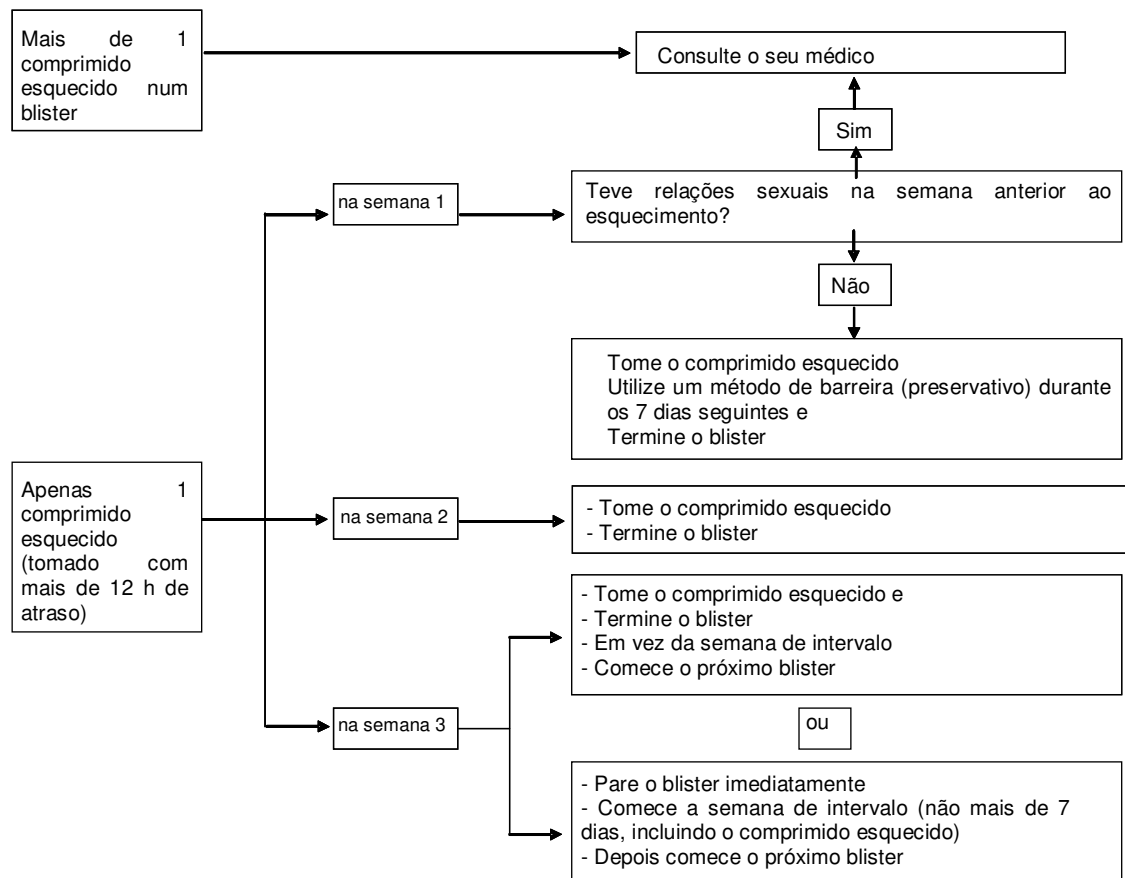 Mais de 1
comprimido
esquecido num
blister
Consulte o seu médico
Sim
na semana 1
Teve relações sexuais na semana anterior ao
esquecimento?
Não
Tome o comprimido esquecido
Utilize um método de barreira (preservativo) durante
os 7 dias seguintes e
Termine o blister
Apenas 1
comprimido
esquecido
(tomado com
mais de 12 h de
atraso)
na semana 2
- Tome o comprimido esquecido
- Termine o blister
na semana 3
- Tome o comprimido esquecido e
- Termine o blister
- Em vez da semana de intervalo
- Comece o próximo blister
ou
- Pare o blister imediatamente
- Comece a semana de intervalo (não mais de 7
dias, incluindo o comprimido esquecido)
- Depois comece o próximo blister